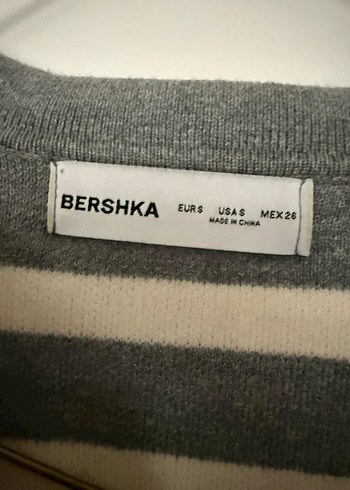 BERSHKA EUR S USA S MEX 26
MADE IN CHINA